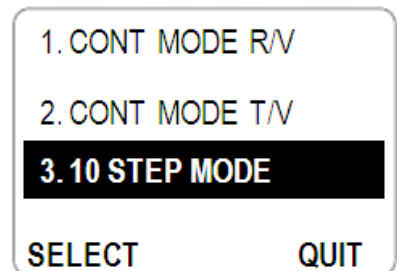 1. CONT MODE R/V
2. CONT MODE T/V
3. 10 STEP MODE
SELECT QUIT